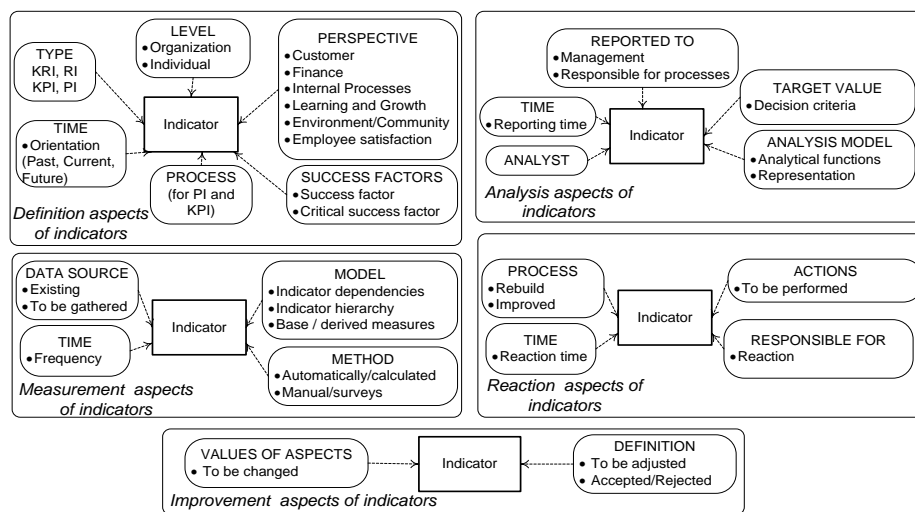 LEVEL
• Organization
• Individual
TYPE
KRI, RI
KPI, PI
PERSPECTIVE
• Customer
• Finance
• Internal Processes
• Learning and Growth
• Environment/Community
• Employee satisfaction
Indicator
TIME
• Orientation
(Past, Current,
Future)
PROCESS
(for PI and
KPI)
SUCCESS FACTORS
• Success factor
• Critical success factor
Definition aspects
of indicators
REPORTED TO
• Management
• Responsible for processes
TIME
• Reporting time
TARGET VALUE
• Decision criteria
Indicator
ANALYST
ANALYSIS MODEL
• Analytical functions
• Representation
Analysis aspects of
indicators
DATA SOURCE
• Existing
• To be gathered
MODEL
• Indicator dependencies
• Indicator hierarchy
• Base / derived measures
Indicator
TIME
• Frequency
METHOD
• Automatically/calculated
• Manual/surveys
Measurement aspects
of indicators
PROCESS
• Rebuild
• Improved
ACTIONS
• To be performed
Indicator
TIME
• Reaction time
RESPONSIBLE FOR
• Reaction
Reaction aspects of
indicators
VALUES OF ASPECTS
• To be changed
Indicator
DEFINITION
• To be adjusted
• Accepted/Rejected
Improvement aspects of indicators